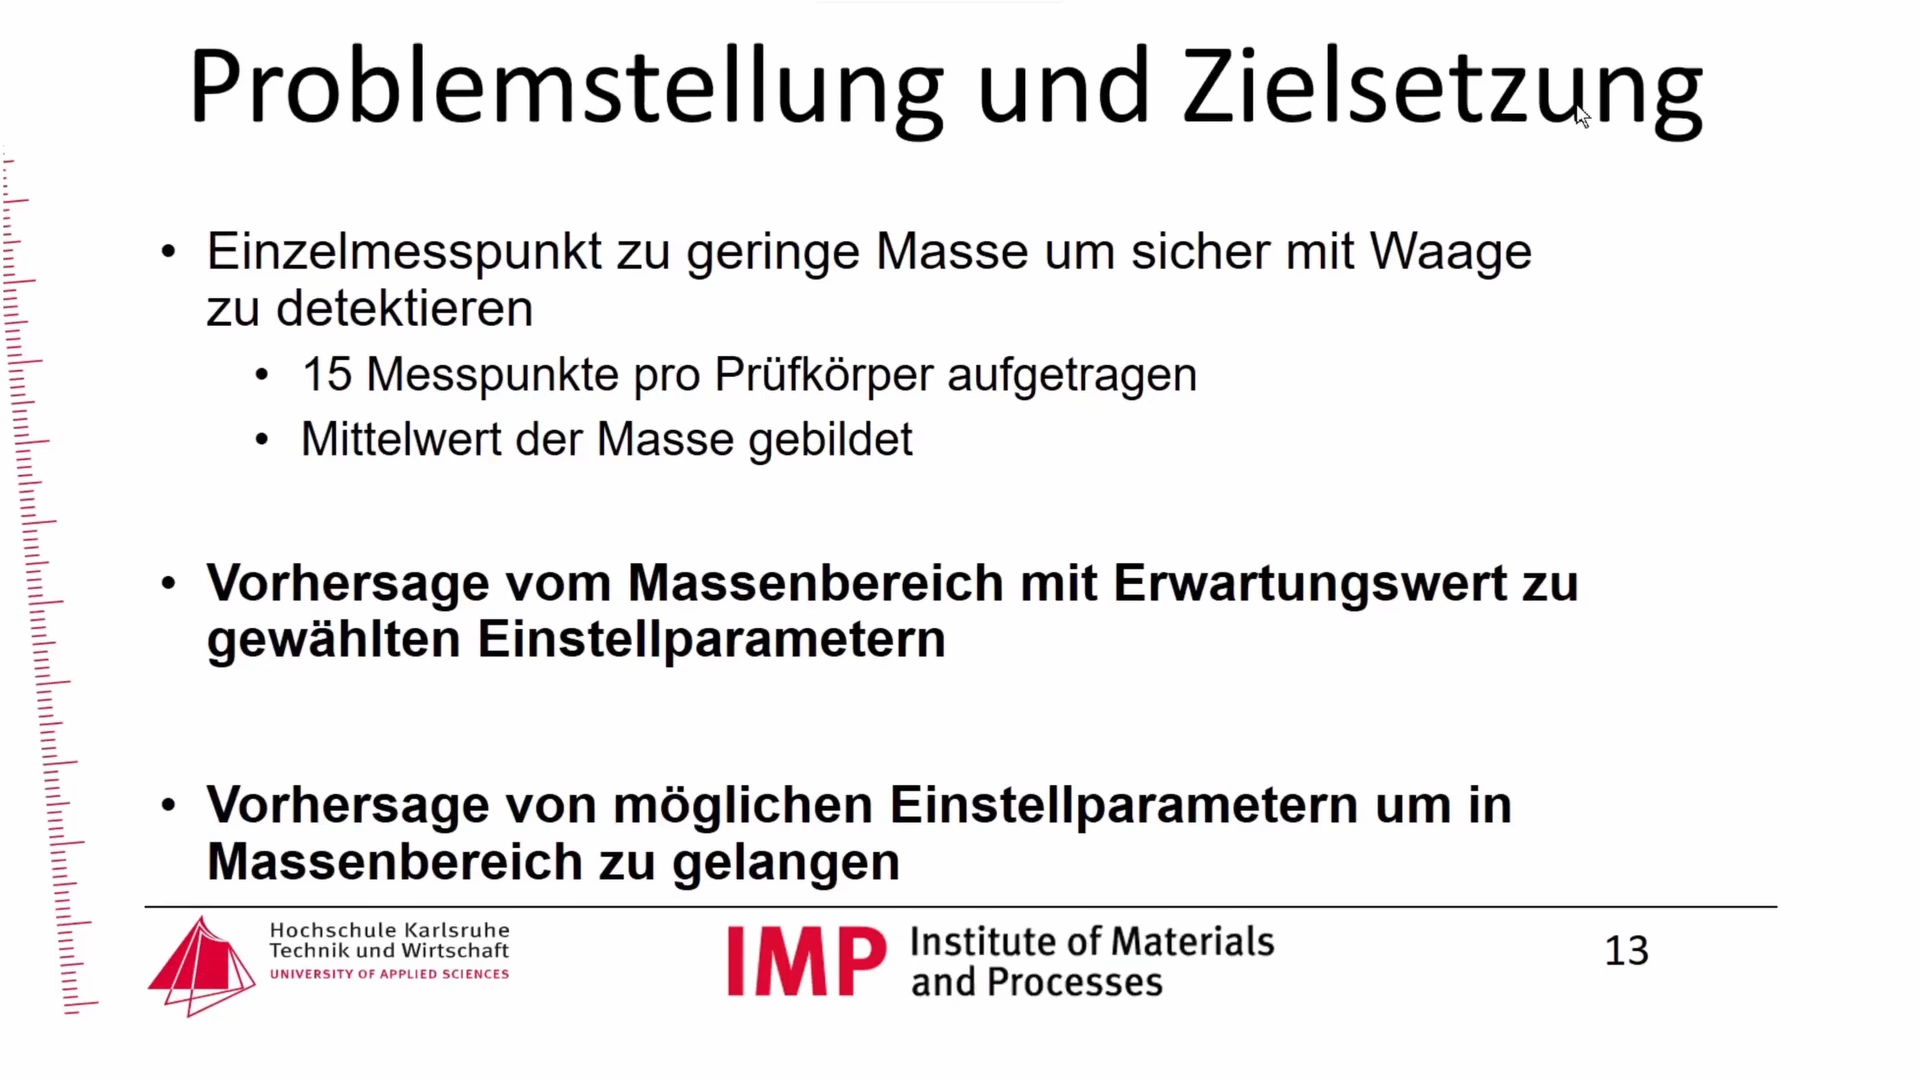 Problemstellung und Zielsetzung
• Einzelmesspunkt zu geringe Masse um sicher mit Waage
zu detektieren
• 15 Messpunkte pro Prüfkörper aufgetragen
• Mittelwert der Masse gebildet
• Vorhersage vom Massenbereich mit Erwartungswert zu
gewählten Einstellparametern
• Vorhersage von möglichen Einstellparametern um in
Massenbereich zu gelangen
Hochschule Karlsruhe
Technik und Wirtschaft
UNIVERSITY OF APPLIED SCIENCES
IMP Institute of Materials
and Processes
13